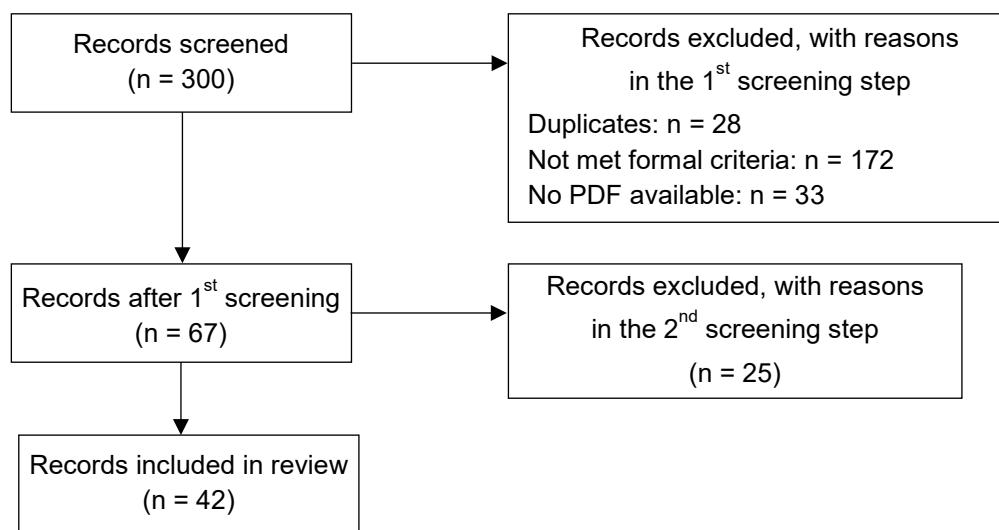 Records screened
(n = 300)
Records excluded, with reasons
in the 1st screening step
Duplicates: n = 28
Not met formal criteria: n = 172
No PDF available: n = 33
Records after 1st screening
(n = 67)
Records excluded, with reasons
in the 2nd screening step
(n = 25)
Records included in review
(n = 42)